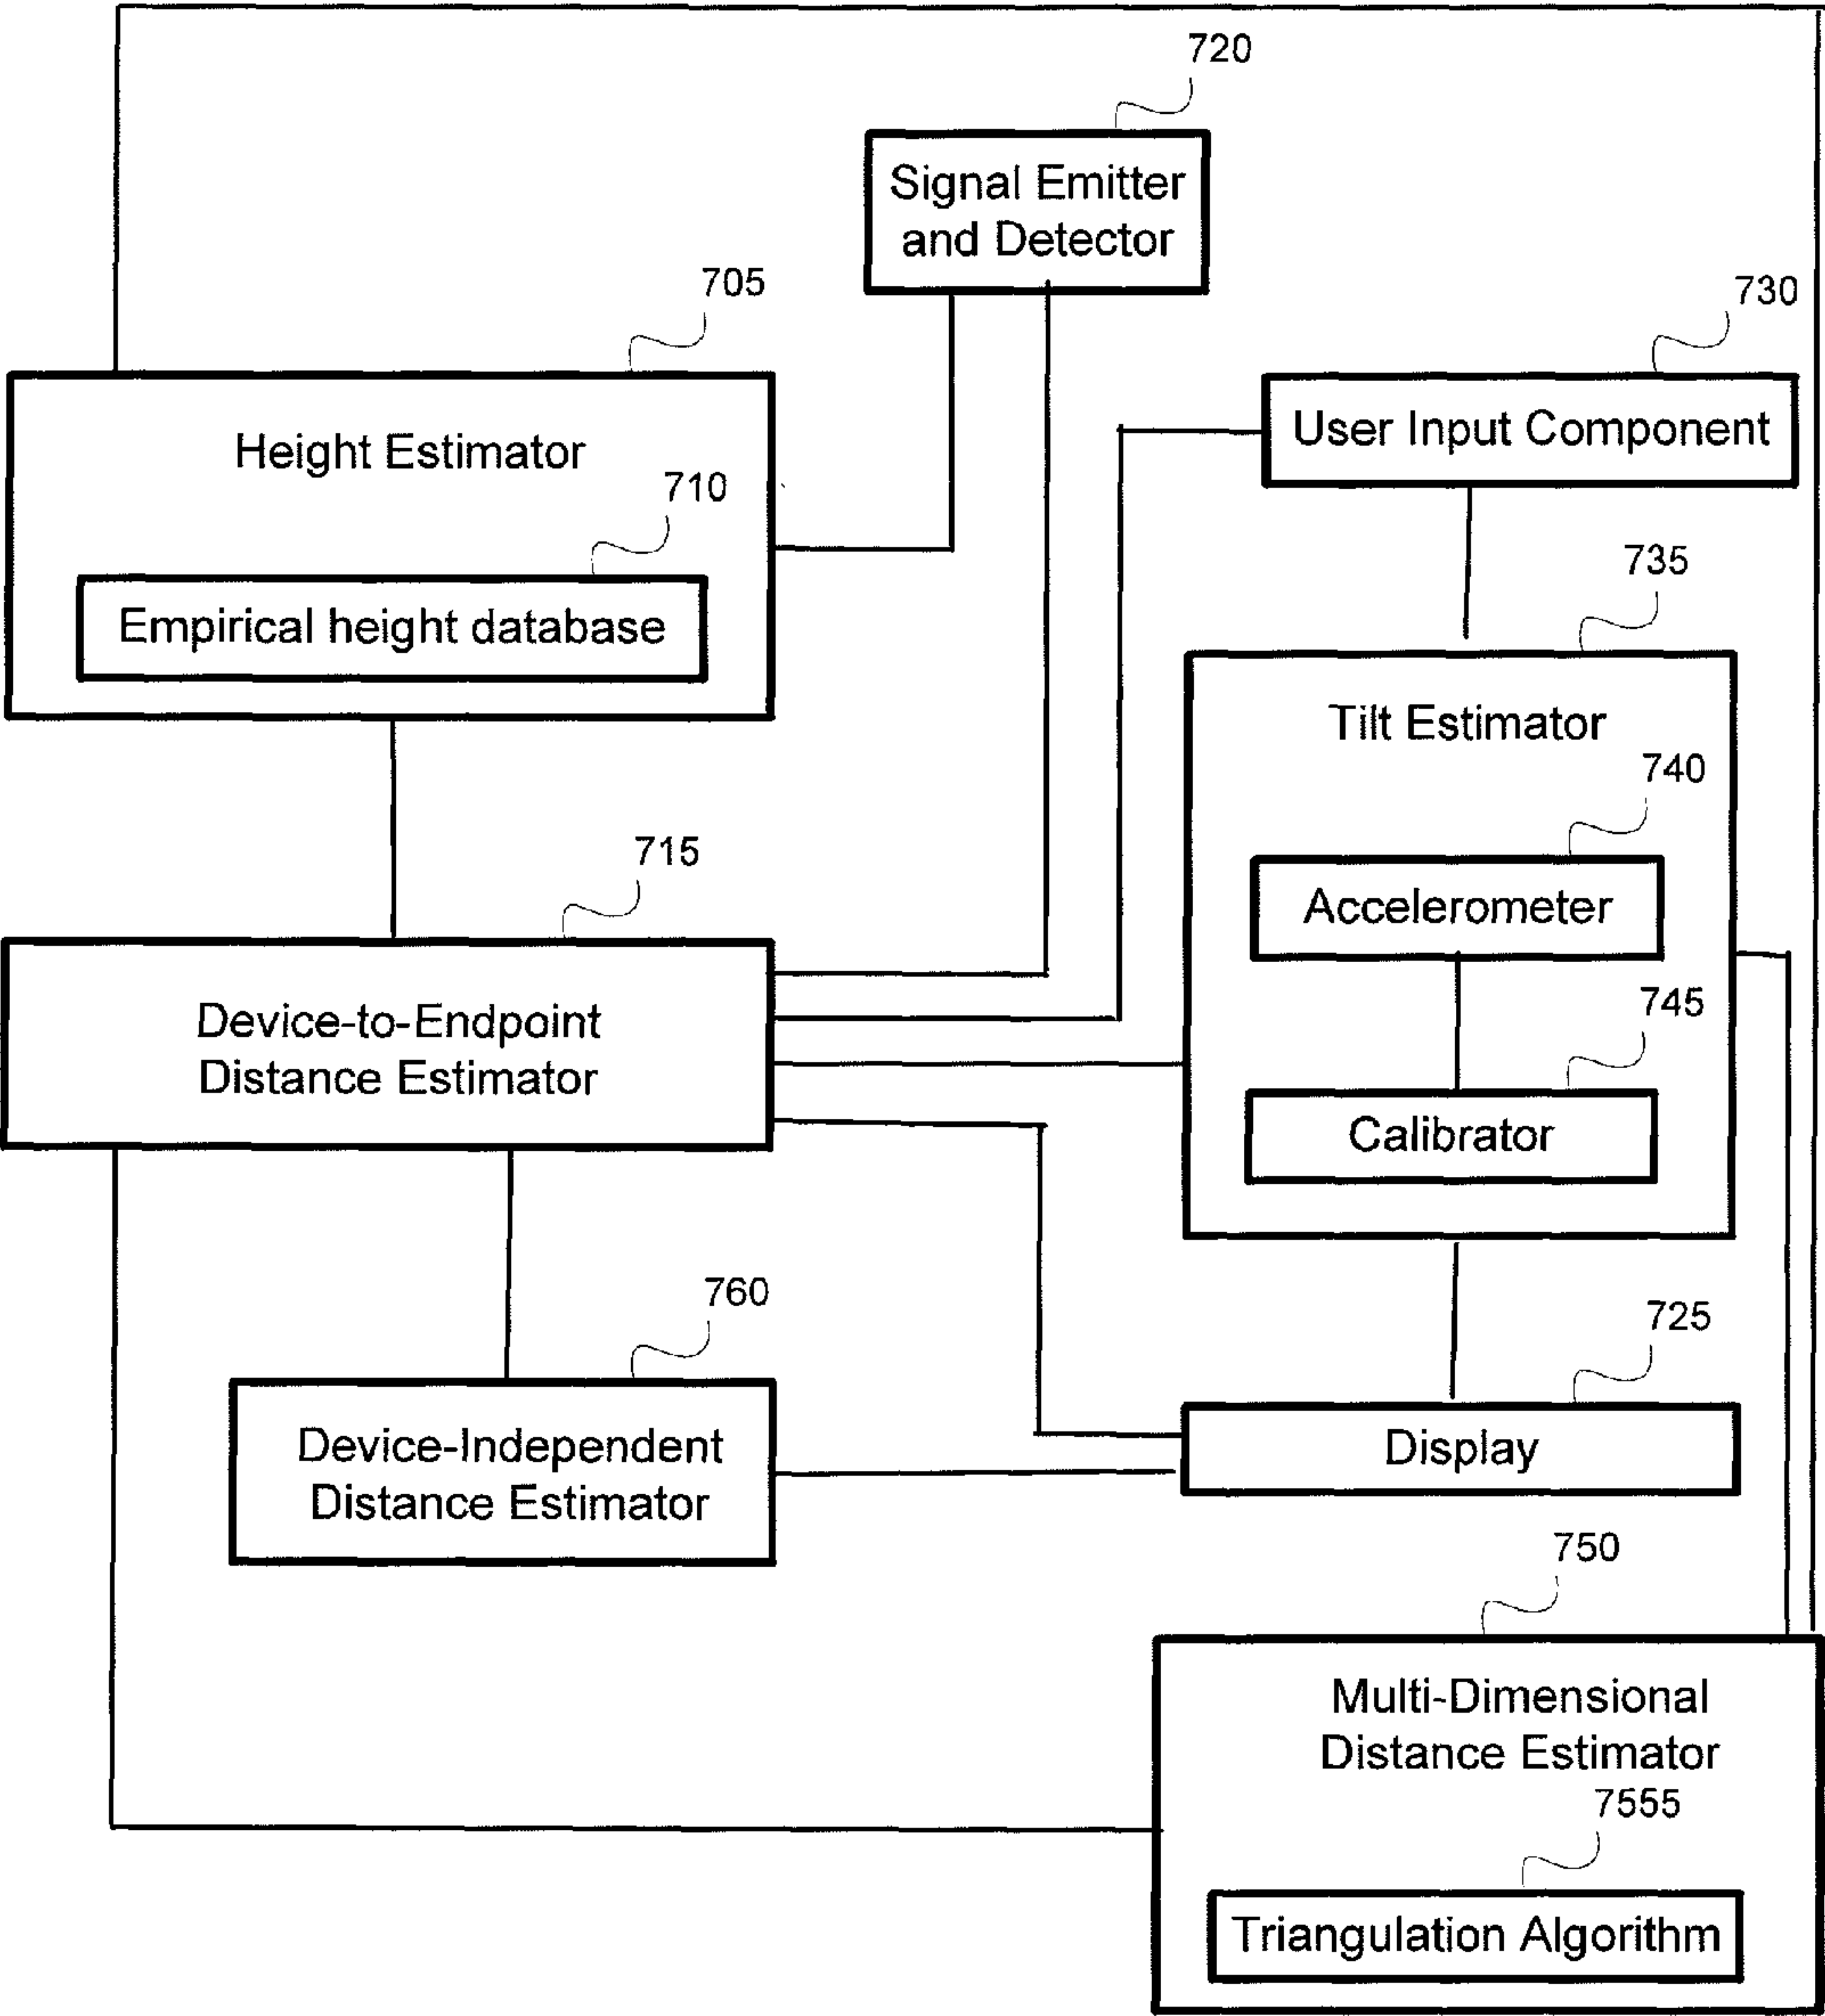 720
Signal Emitter
and Detector
705
730
Height Estimator
User Input Component
710
Empirical height database
735
Tilt Estimator
740
Accelerometer
715
Device-to-Endpoint
Distance Estimator
745
Calibrator
760
725
Device-Independent
Distance Estimator
Display
750
Multi-Dimensional
Distance Estimator
7555
Triangulation Algorithm